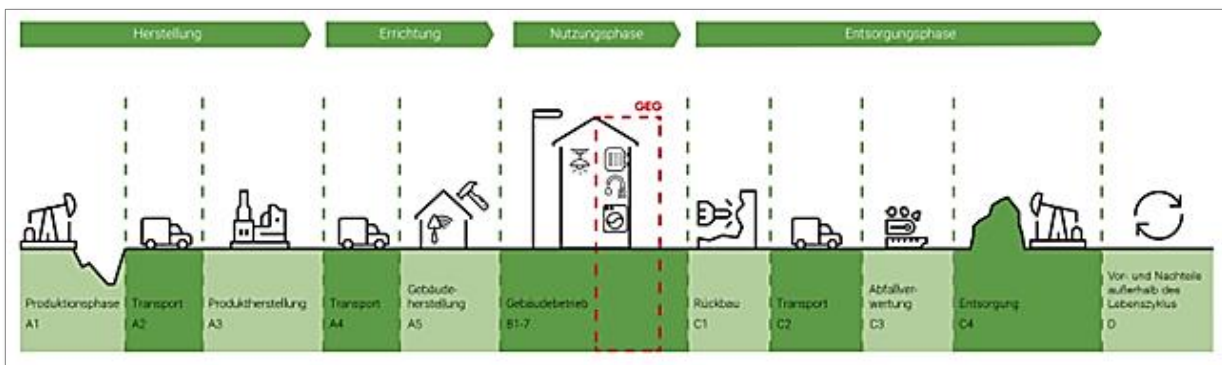 Herstellung
Errichtung
Nutzungsphase
Entsorgungsphase
GEG
Produktionsphase
A1
Transport
A2
Produktherstellung
A3
Transport
A4
Gebäude-
herstellung
A5
Gebäudebetrieb
B1-7
Rückbau
C1
Transport
C2
Abfallver-
wertung
C3
Entsorgung
C4
Vor- und Nachteile
außerhalb des
Lebenszyklus
D